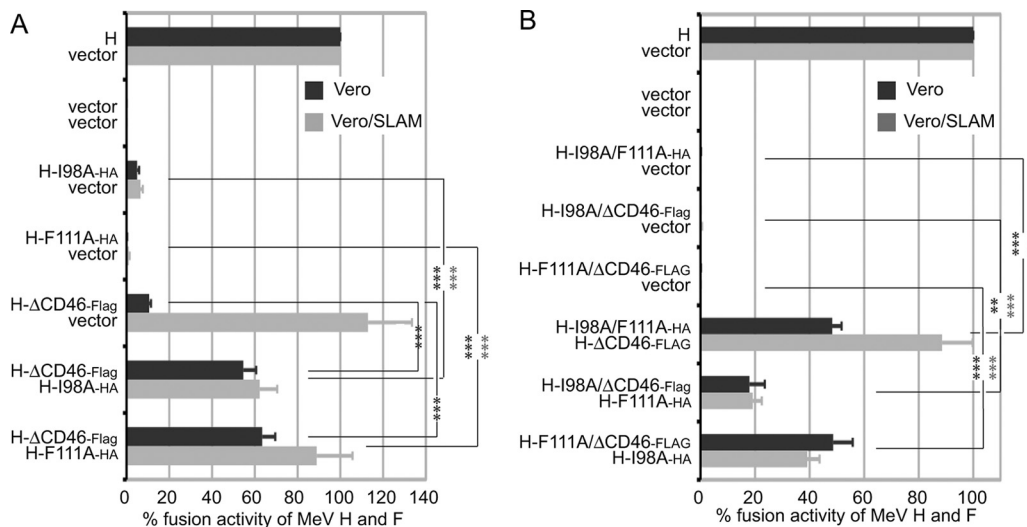 A
H
vector
vector
vector
H-I98A-HA
vector
H-F111A-HA
vector
H-ΔCD46-Flag
vector
H-ΔCD46-Flag
H-I98A-HA
H-ΔCD46-Flag
H-F111A-HA
Vero
Vero/SLAM
***
***
***
***
***
***
0 20 40 60 80 100 120 140
% fusion activity of MeV H and F
B
H
vector
vector
vector
H-I98A/F111A-HA
vector
H-I98A/ΔCD46-Flag
vector
H-F111A/ΔCD46-FLAG
vector
H-I98A/F111A-HA
H-ΔCD46-FLAG
H-I98A/ΔCD46-Flag
H-F111A-HA
H-F111A/ΔCD46-FLAG
H-I98A-HA
Vero
Vero/SLAM
***
**
***
***
***
0 20 40 60 80 100
% fusion activity of MeV H and F